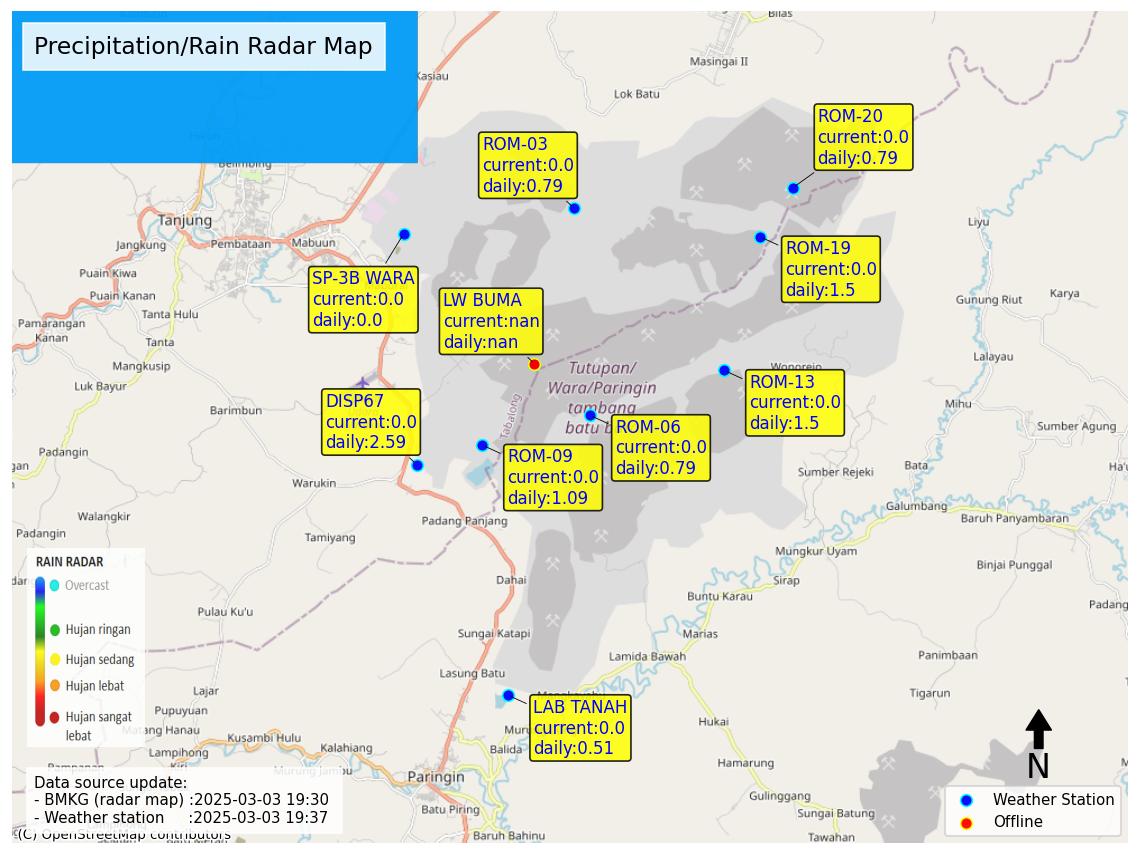 Precipitation/Rain Radar Map
Bilas
Masingai II
Kasiau
Lok Batu
Belimbing
ROM-20
current:0.0
daily:0.79
ROM-03
current:0.0
daily:0.79
Tanjung
Jangkung
Pembataan
Mabuun
Liyu
ROM-19
current:0.0
daily:1.5
SP-3B WARA
current:0.0
daily:0.0
Puain Kiwa
Puain Kanan
Tanta Hulu
LW BUMA
current:nan
daily:nan
Gunung Riut
Karya
Pamarangan
Kanan
Tanta
Mangkusip
Lalayau
Luk Bayur
Tutupan/
Wara/Paringin
tambang
batu b
Wonorejo
ROM-13
current:0.0
daily:1.5
DISP67
current:0.0
daily:2.59
Barimbun
Tabalong
Mihu
ROM-06
current:0.0
daily:0.79
Sumber Agung
Padangin
ROM-09
current:0.0
daily:1.09
Bata
Sumber Rejeki
Warukin
Galumbang
Walangkir
Padang Panjang
Baruh Panyambaran
Padangin
Tamiyang
Mungkur Uyam
Binjai Punggal
RAIN RADAR
Overcast
Hujan ringan
Hujan sedang
Hujan lebat
Hujan sangat
lebat
Dahai
Sirap
Buntu Karau
Padang
Pulau Ku'u
Sungai Katapi
Marias
Lamida Bawah
Panimbaan
Lasung Batu
Lajar
Tigarun
Pupuyuan
LAB TANAH
current:0.0
daily:0.51
Hukai
Matang Hanau
Kusambi Hulu
Kalahiang
Balida
Lampihong
Hamarung
N
Murung Jambu
Paringin
Gulinggang
Data source update:
- BMKG (radar map) :2025-03-03 19:30
- Weather station :2025-03-03 19:37
Batu Piring
Sungai Batung
Weather Station
Offline
(C) OpenStreetMap contributors
Baruh Bahinu
Tawahan